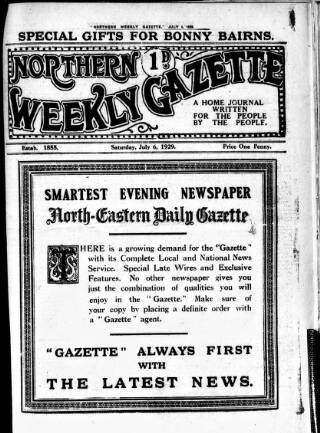 "NORTHERN WEEKLY GAZETTE," JULY 6, 1929.
SPECIAL GIFTS FOR BONNY BAIRNS.
NORTHERN 1D
WEEKLY GAZETTE
A HOME JOURNAL
WRITTEN
FOR THE PEOPLE
BY THE PEOPLE.
Estab. 1855. Saturday, July 6, 1929. Price One Penny.
SMARTEST EVENING NEWSPAPER
North-Eastern Daily Gazette
THERE is a growing demand for the "Gazette"
with its Complete Local and National News
Service. Special Late Wires and Exclusive
Features. No other newspaper gives you
just the combination of qualities you will
enjoy in the "Gazette." Make sure of
your copy by placing a definite order with
a "Gazette" agent.
"GAZETTE" ALWAYS FIRST
WITH
THE LATEST NEWS.